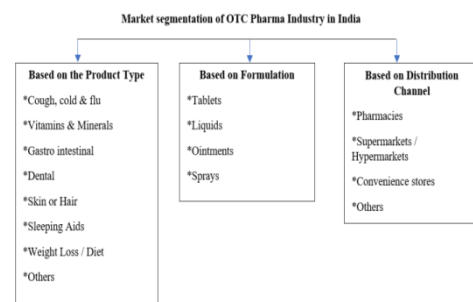 Market segmentation of OTC Pharma Industry in India
Based on the Product Type
*Cough, cold & flu
*Vitamins & Minerals
*Gastro intestinal
*Dental
*Skin or Hair
*Sleeping Aids
*Weight Loss / Diet
*Others
Based on Formulation
*Tablets
*Liquids
*Ointments
*Sprays
Based on Distribution
Channel
*Pharmacies
*Supermarkets /
Hypermarkets
*Convenience stores
*Others